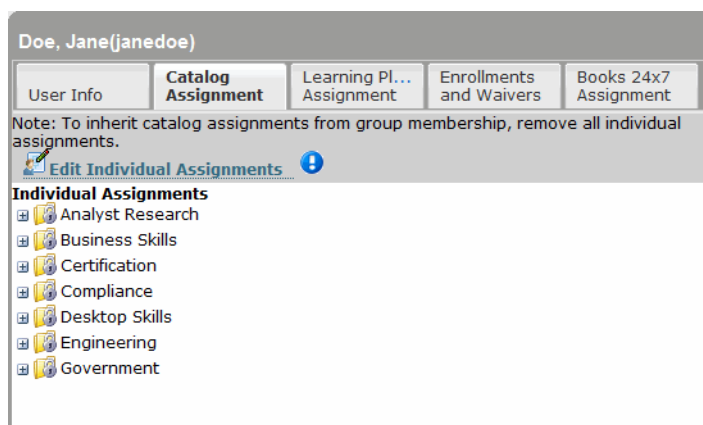 Doe, Jane(janedoe)
User Info
Catalog
Assignment
Learning Pl...
Assignment
Enrollments
and Waivers
Books 24x7
Assignment
Note: To inherit catalog assignments from group membership, remove all individual
assignments.
Edit Individual Assignments
Individual Assignments
Analyst Research
Business Skills
Certification
Compliance
Desktop Skills
Engineering
Government